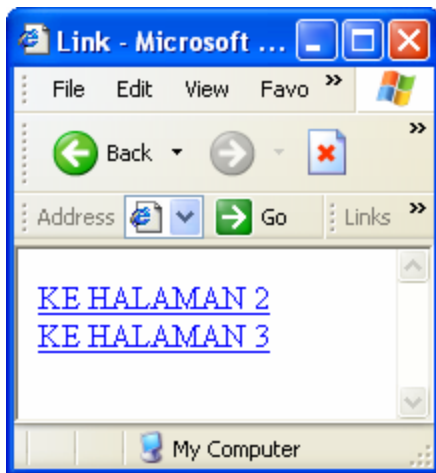 Link - Microsoft ...
File Edit View Favo »
Back »
Address Go Links »
KE HALAMAN 2
KE HALAMAN 3
My Computer